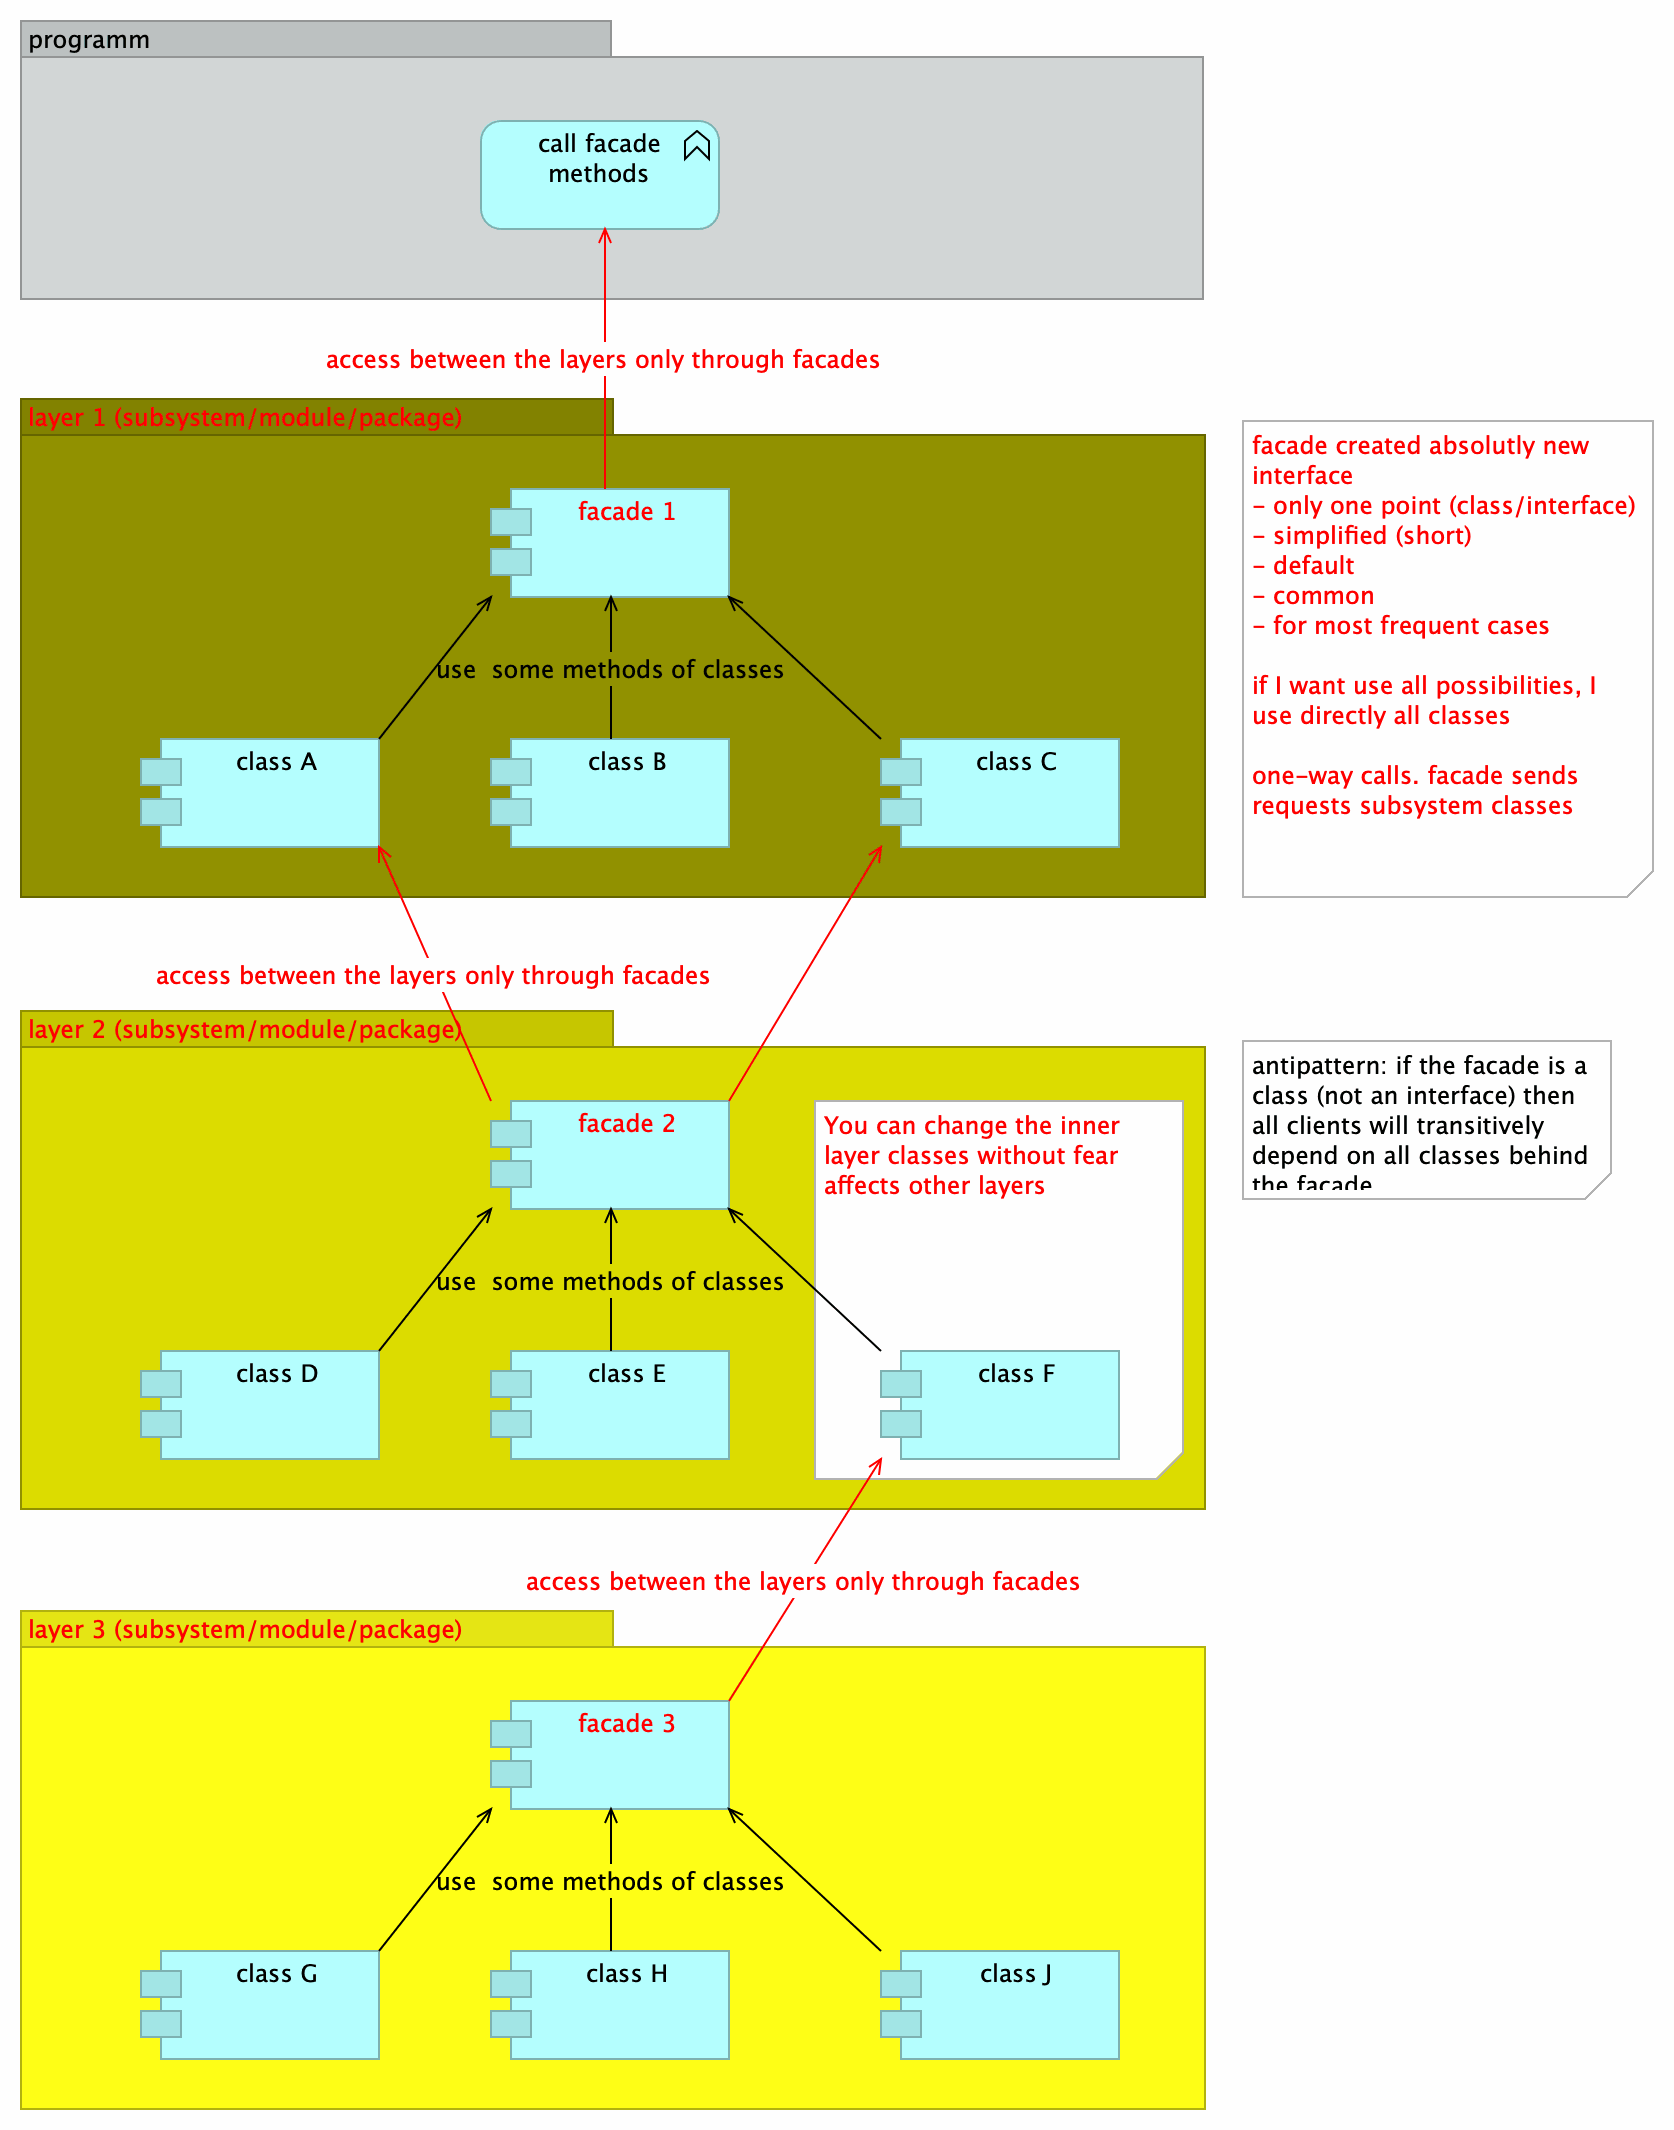 programm
call facade
methods
access between the layers only through facades
layer 1 (subsystem/module/package)
facade 1
use  some methods of classes
class A
class B
class C
facade created absolutly new
interface
- only one point (class/interface)
- simplified (short)
- default
- common
- for most frequent cases
if I want use all possibilities, I
use directly all classes
one-way calls. facade sends
requests subsystem classes
access between the layers only through facades
layer 2 (subsystem/module/package)
facade 2
You can change the inner
layer classes without fear
affects other layers
use  some methods of classes
class D
class E
class F
antipattern: if the facade is a
class (not an interface) then
all clients will transitively
depend on all classes behind
the facade
access between the layers only through facades
layer 3 (subsystem/module/package)
facade 3
use  some methods of classes
class G
class H
class J